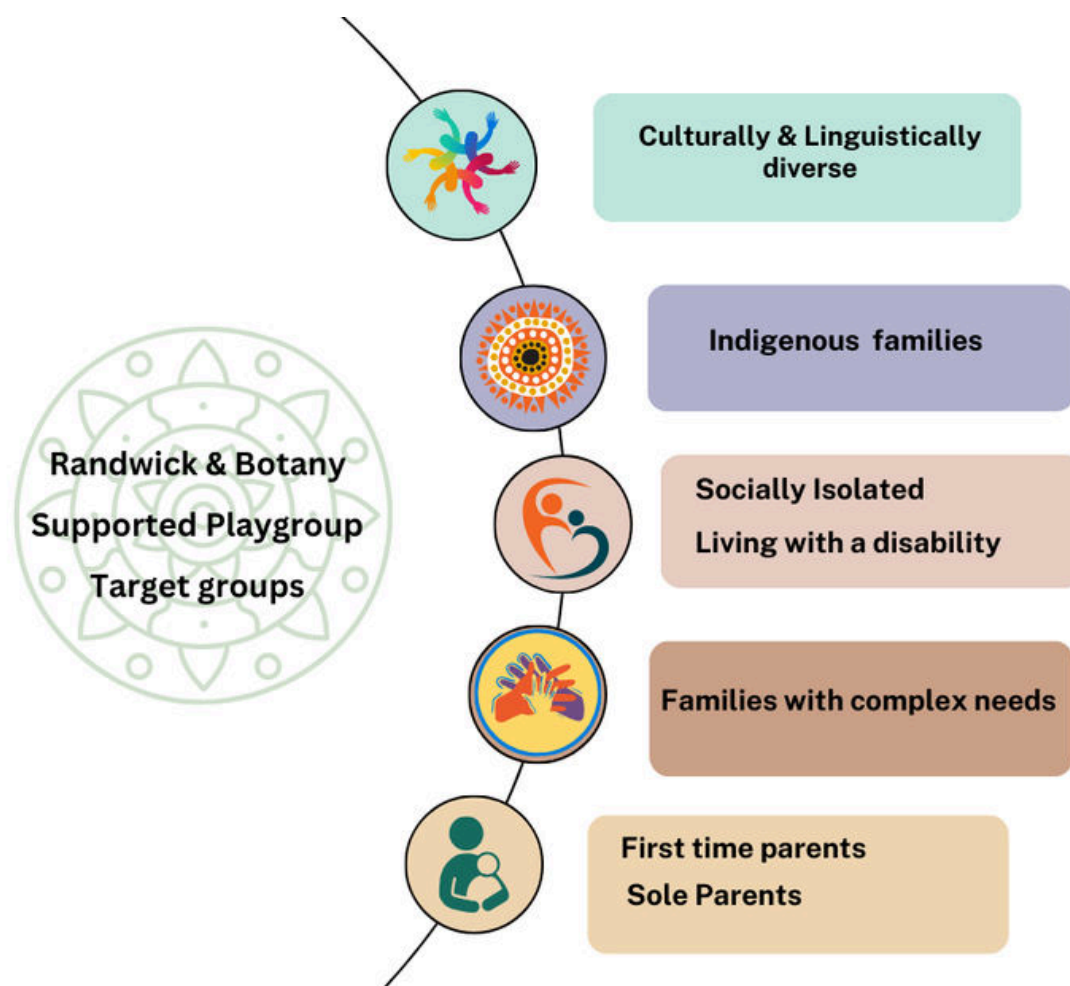 Randwick & Botany
Supported Playgroup
Target groups
Culturally & Linguistically
diverse
Indigenous families
Socially Isolated
Living with a disability
Families with complex needs
First time parents
Sole Parents